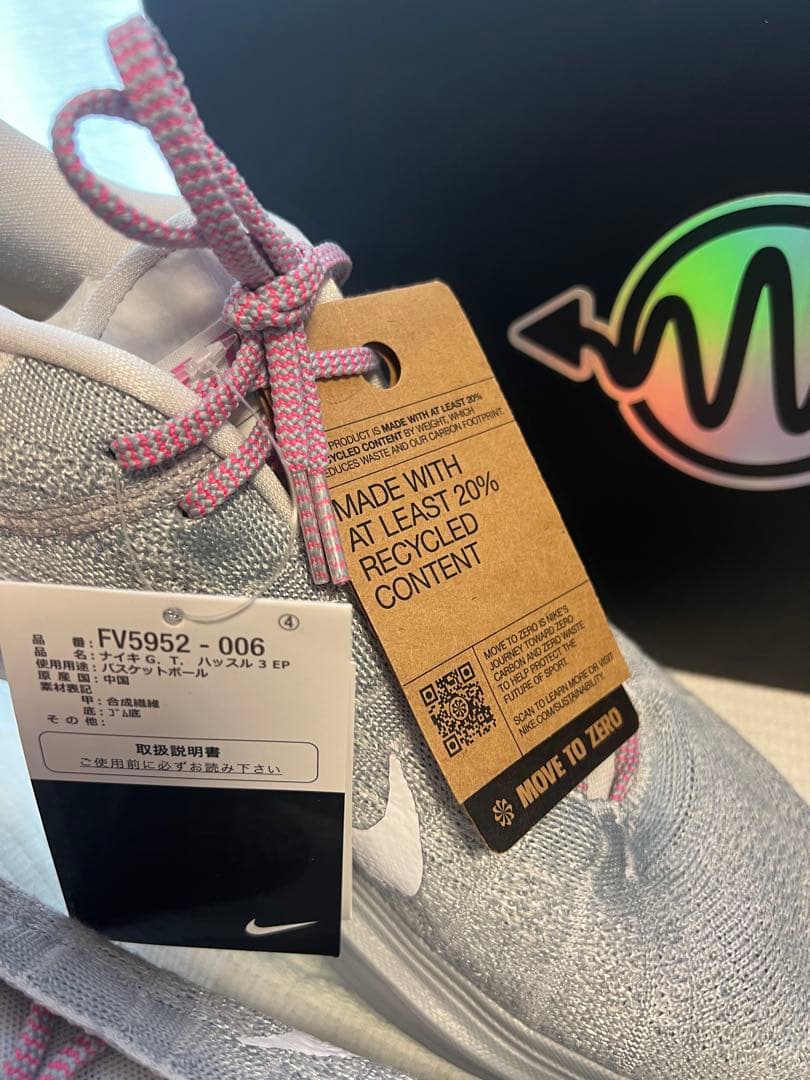 PRODUCT IS MADE WITH AT LEAST 20%
CYCLED CONTENT BY WEIGHT, WHICH
EDUCES WASTE AND OUR CARBON FOOTPRINT.
MADE WITH
AT LEAST 20%
RECYCLED
CONTENT
MOVE TO ZERO IS NIKE'S
JOURNEY TOWARD ZERO
CARBON AND ZERO WASTE
TO HELP PROTECT THE
FUTURE OF SPORT.
SCAN TO LEARN MORE OR VISIT
NIKE.COM/SUSTAINABILITY.
MOVE TO ZERO
④
品 番: FV5952 - 006
品 名: ナイキ G. T. ハッスル 3 EP
使用用途: バスケットボール
原 産 国: 中国
素材表記
甲: 合成繊維
底: ゴム底
その他:
取扱説明書
ご使用前に必ずお読み下さい